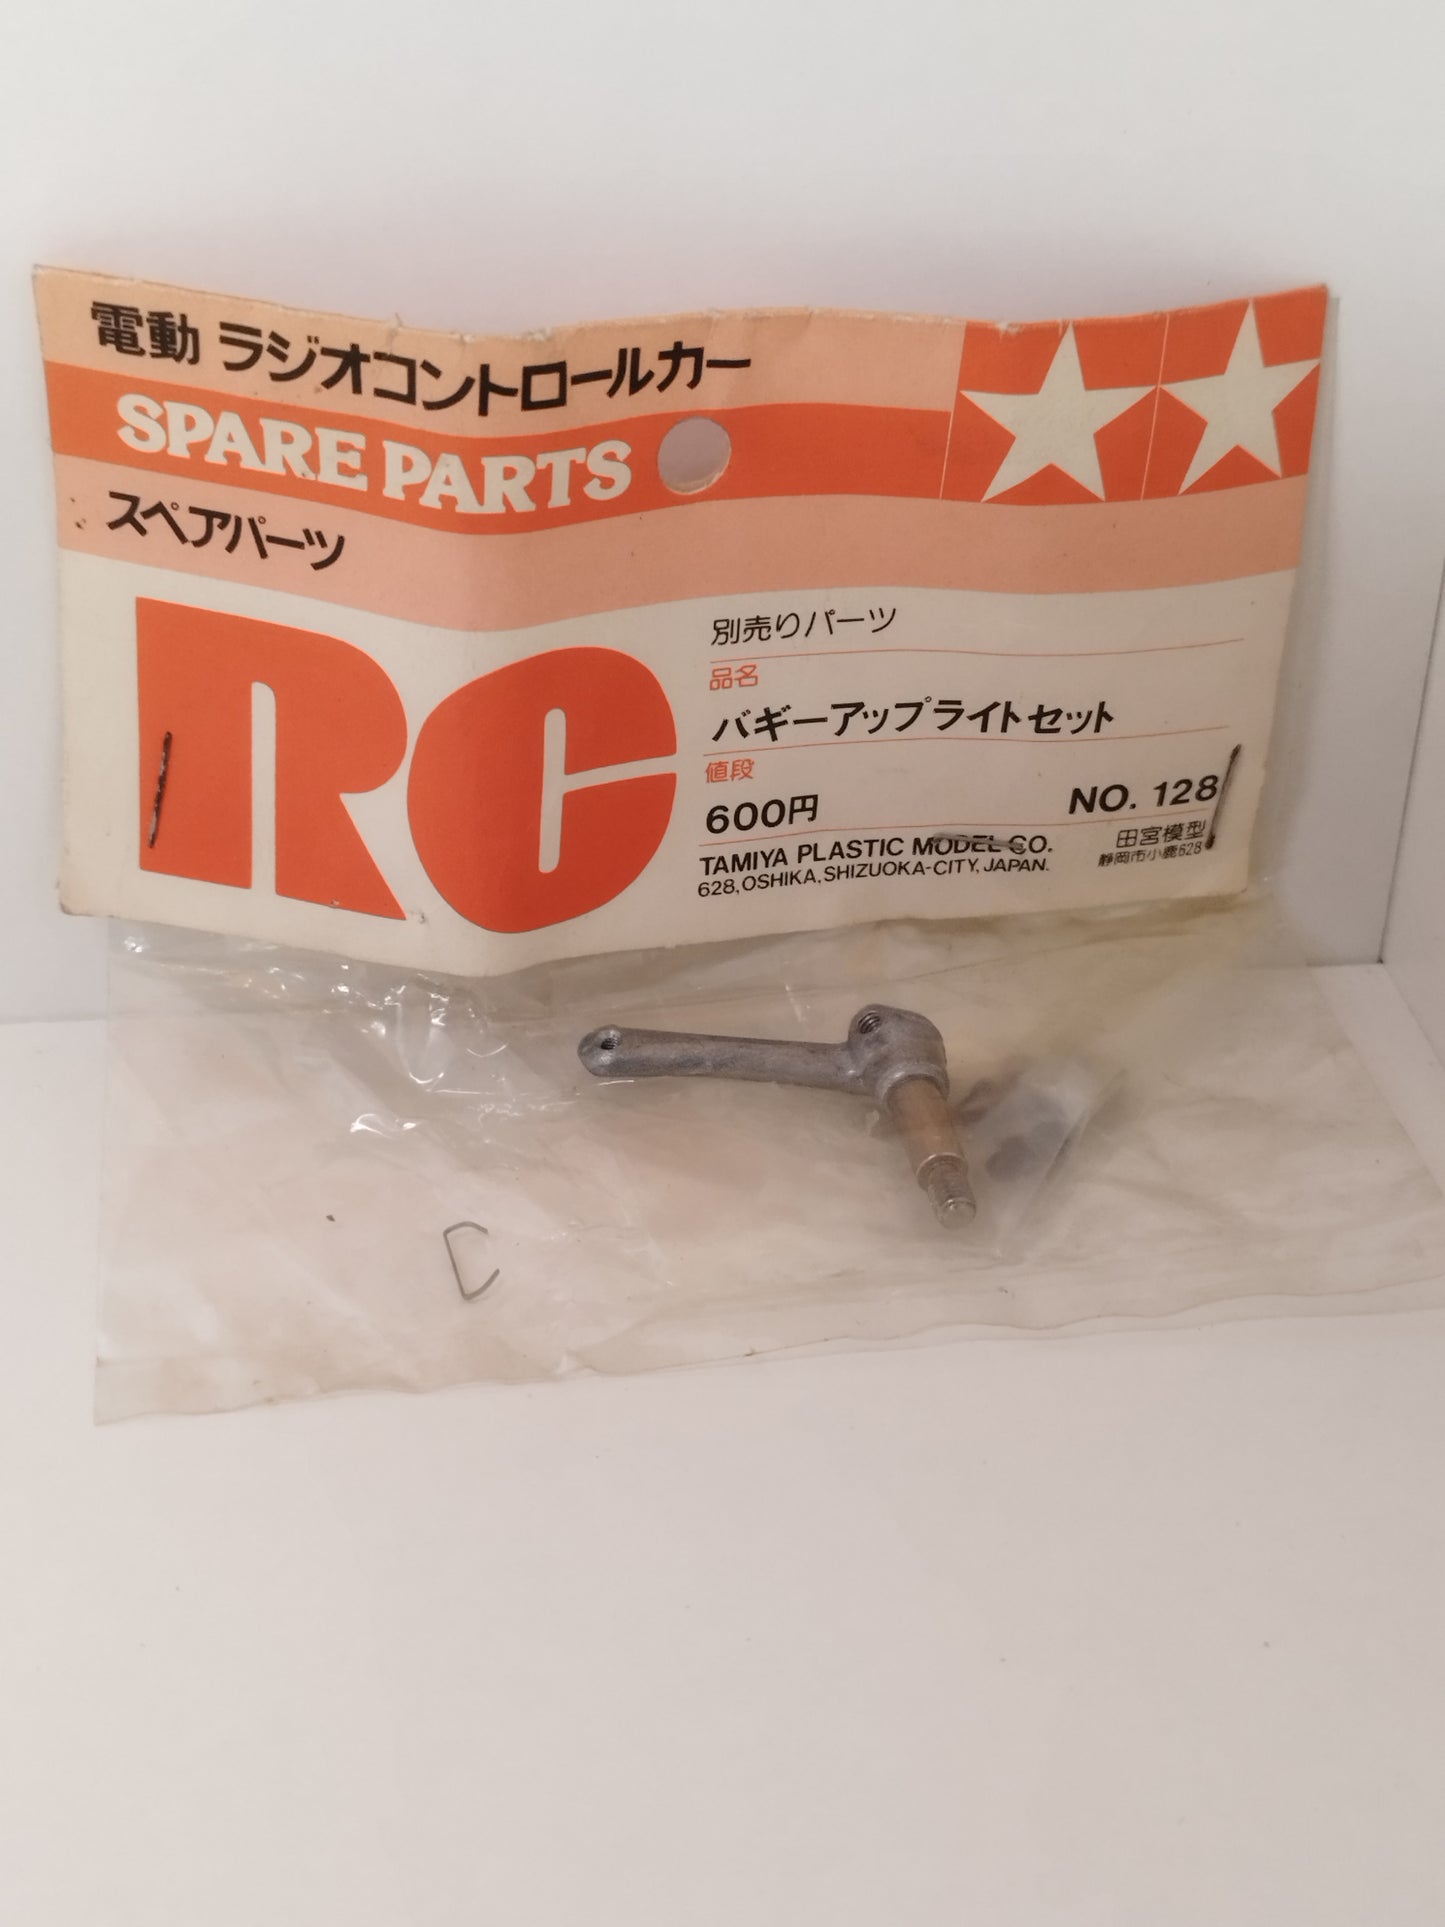 電動 ラジオコントロールカー
SPARE PARTS
スペアパーツ
RC
別売りパーツ
品名
バギーアップライトセット
値段
600円
NO. 128
TAMIYA PLASTIC MODEL CO.
628, OSHIKA, SHIZUOKA-CITY, JAPAN.
田宮模型
静岡市小鹿628